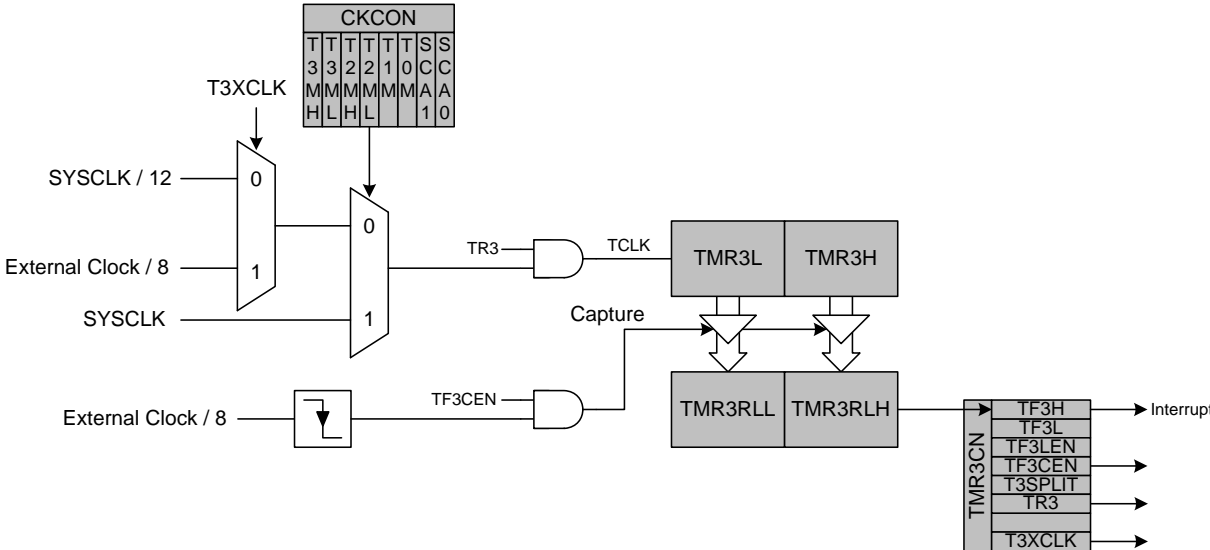 CKCON
T3MH
T3ML
T2MH
T2ML
T1M
T0M
SCA1
SCA0
T3XCLK
SYSCLK / 12
0
External Clock / 8
1
0
SYSCLK
1
TR3
TCLK
TMR3L
TMR3H
Capture
External Clock / 8
TF3CEN
TMR3RLL
TMR3RLH
TMR3CN
TF3H
Interrupt
TF3L
TF3LEN
TF3CEN
T3SPLIT
TR3
T3XCLK